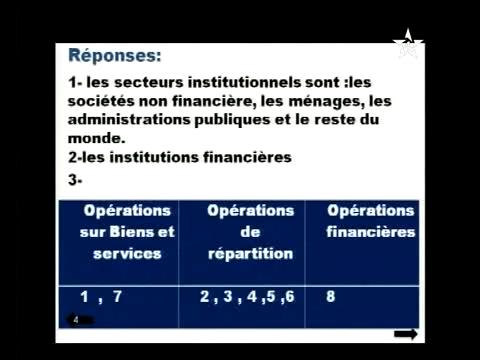 Réponses:
1- les secteurs institutionnels sont :les
sociétés non financière, les ménages, les
administrations publiques et le reste du
monde.
2-les institutions financières
3-
Opérations sur Biens et services
Opérations de répartition
Opérations financières
1 , 7
2 , 3 , 4 ,5 ,6
8
4